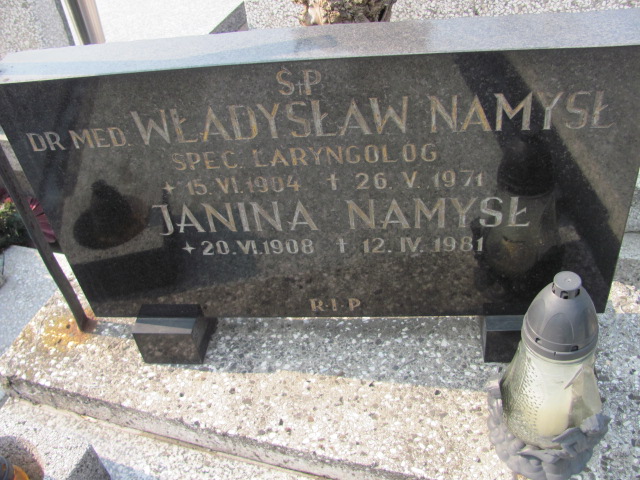 Ś†P
DR MED. WŁADYSŁAW NAMYSŁ
SPEC. LARYNGOLOG
* 15.VI.1904 † 26.V.1971
JANINA NAMYSŁ
* 20.VI.1908 † 12.IV.1981
R.I.P.